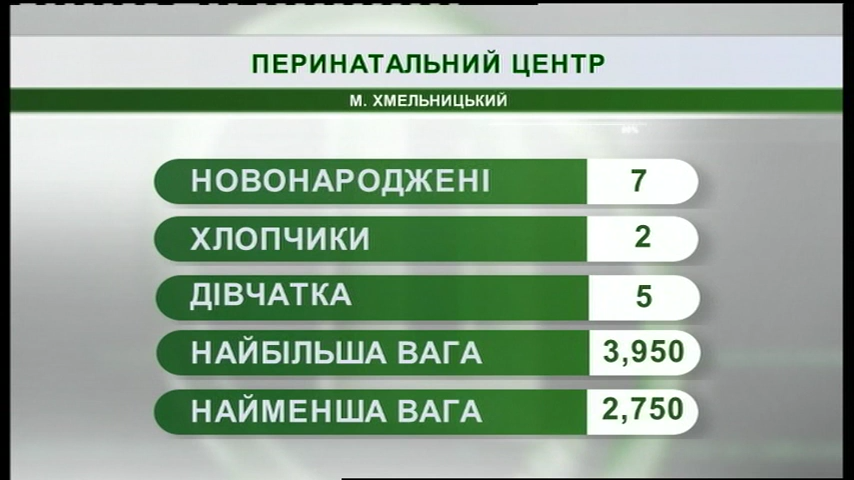 ПЕРИНАТАЛЬНИЙ ЦЕНТР
М. ХМЕЛЬНИЦЬКИЙ
НОВОНАРОДЖЕНІ 7
ХЛОПЧИКИ 2
ДІВЧАТКА 5
НАЙБІЛЬША ВАГА 3,950
НАЙМЕНША ВАГА 2,750